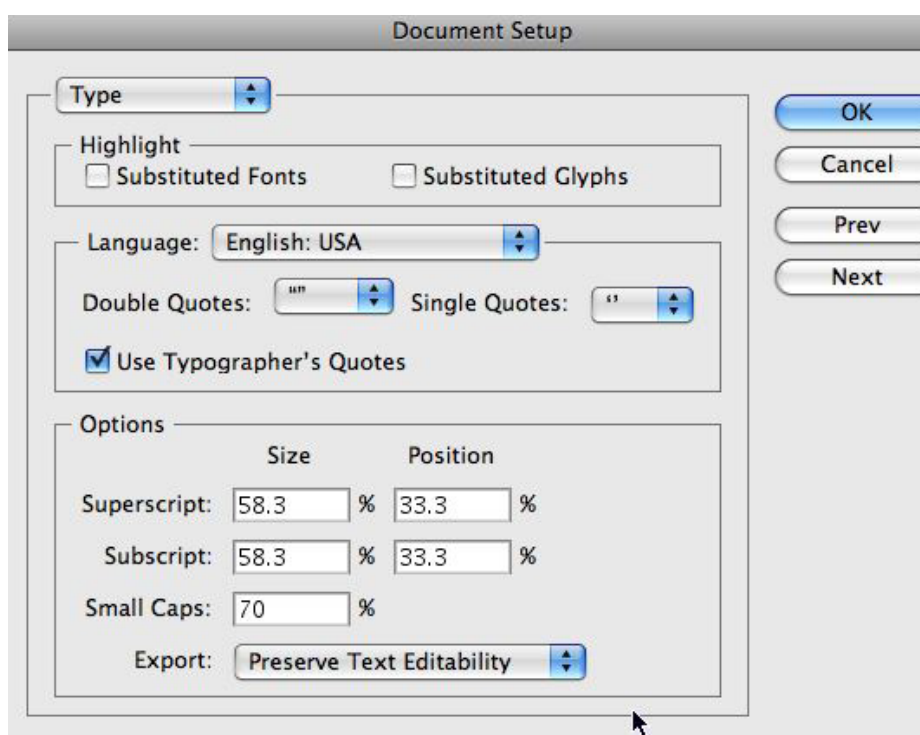 Document Setup
Type
OK
Highlight
Substituted Fonts Substituted Glyphs
Cancel
Language: English: USA
Prev
Double Quotes: “” Single Quotes: ‘’
Next
Use Typographer's Quotes
Options
Size Position
Superscript: 58.3 % 33.3 %
Subscript: 58.3 % 33.3 %
Small Caps: 70 %
Export: Preserve Text Editability